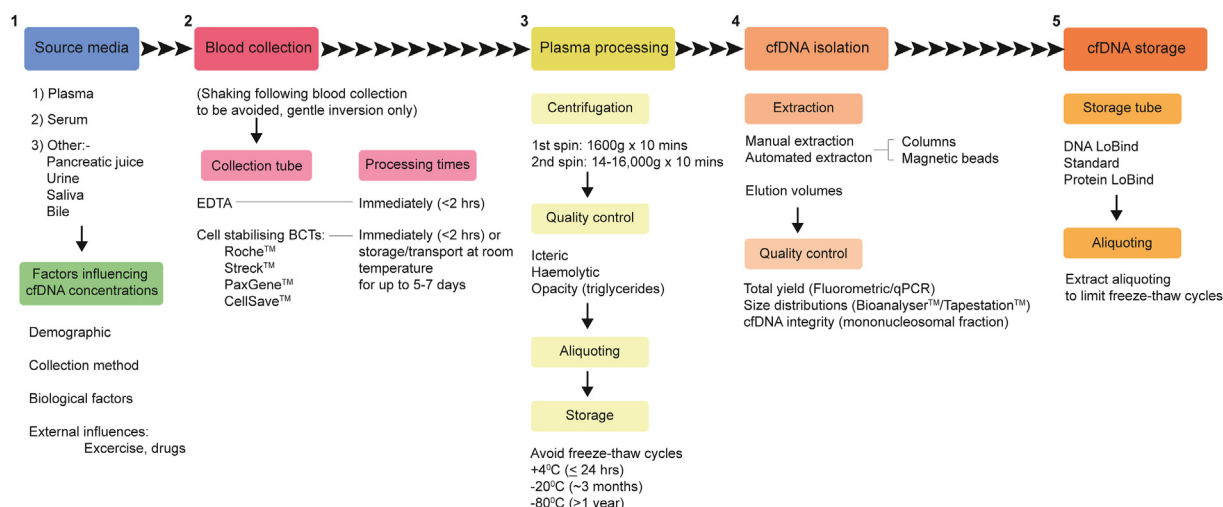 1
Source media
1) Plasma
2) Serum
3) Other:-
Pancreatic juice
Urine
Saliva
Bile
Factors influencing
cfDNA concentrations
Demographic
Collection method
Biological factors
External influences:
Excercise, drugs
2
Blood collection
(Shaking following blood collection
to be avoided, gentle inversion only)
Collection tube
Processing times
EDTA
Immediately (<2 hrs)
Cell stabilising BCTs:
Roche™
Streck™
PaxGene™
CellSave™
Immediately (<2 hrs) or
storage/transport at room
temperature
for up to 5-7 days
3
Plasma processing
Centrifugation
1st spin: 1600g x 10 mins
2nd spin: 14-16,000g x 10 mins
Quality control
Icteric
Haemolytic
Opacity (triglycerides)
Aliquoting
Storage
Avoid freeze-thaw cycles
+4⁰C (≤ 24 hrs)
-20⁰C (~3 months)
-80⁰C (>1 year)
4
cfDNA isolation
Extraction
Manual extraction
Automated extracton
Columns
Magnetic beads
Elution volumes
Quality control
Total yield (Fluorometric/qPCR)
Size distributions (Bioanalyser™/Tapestation™)
cfDNA integrity (mononucleosomal fraction)
5
cfDNA storage
Storage tube
DNA LoBind
Standard
Protein LoBind
Aliquoting
Extract aliquoting
to limit freeze-thaw cycles